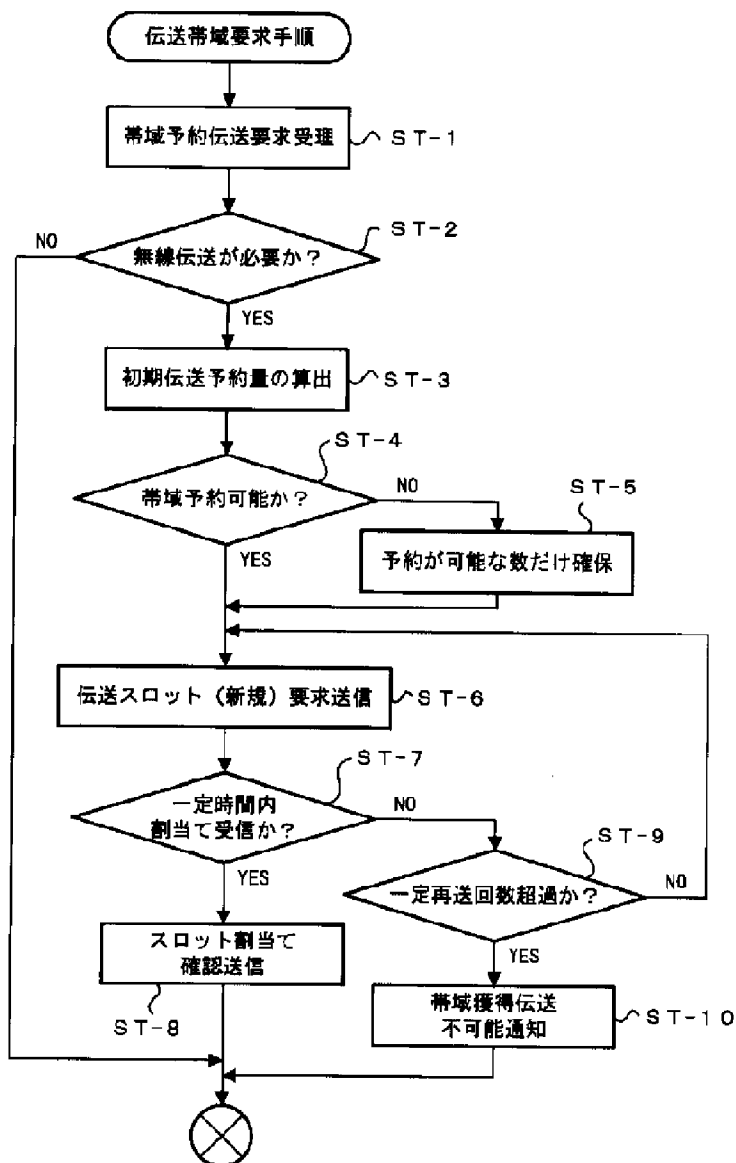 伝送帯域要求手順
帯域予約伝送要求受理
ST-1
ST-2
NO
無線伝送が必要か？
YES
初期伝送予約量の算出
ST-3
ST-4
帯域予約可能か？
NO
ST-5
YES
予約が可能な数だけ確保
伝送スロット（新規）要求送信
ST-6
ST-7
一定時間内
割当て受信か？
NO
ST-9
YES
一定再送回数超過か？
NO
スロット割当て
確認送信
YES
ST-8
帯域獲得伝送
不可能通知
ST-10